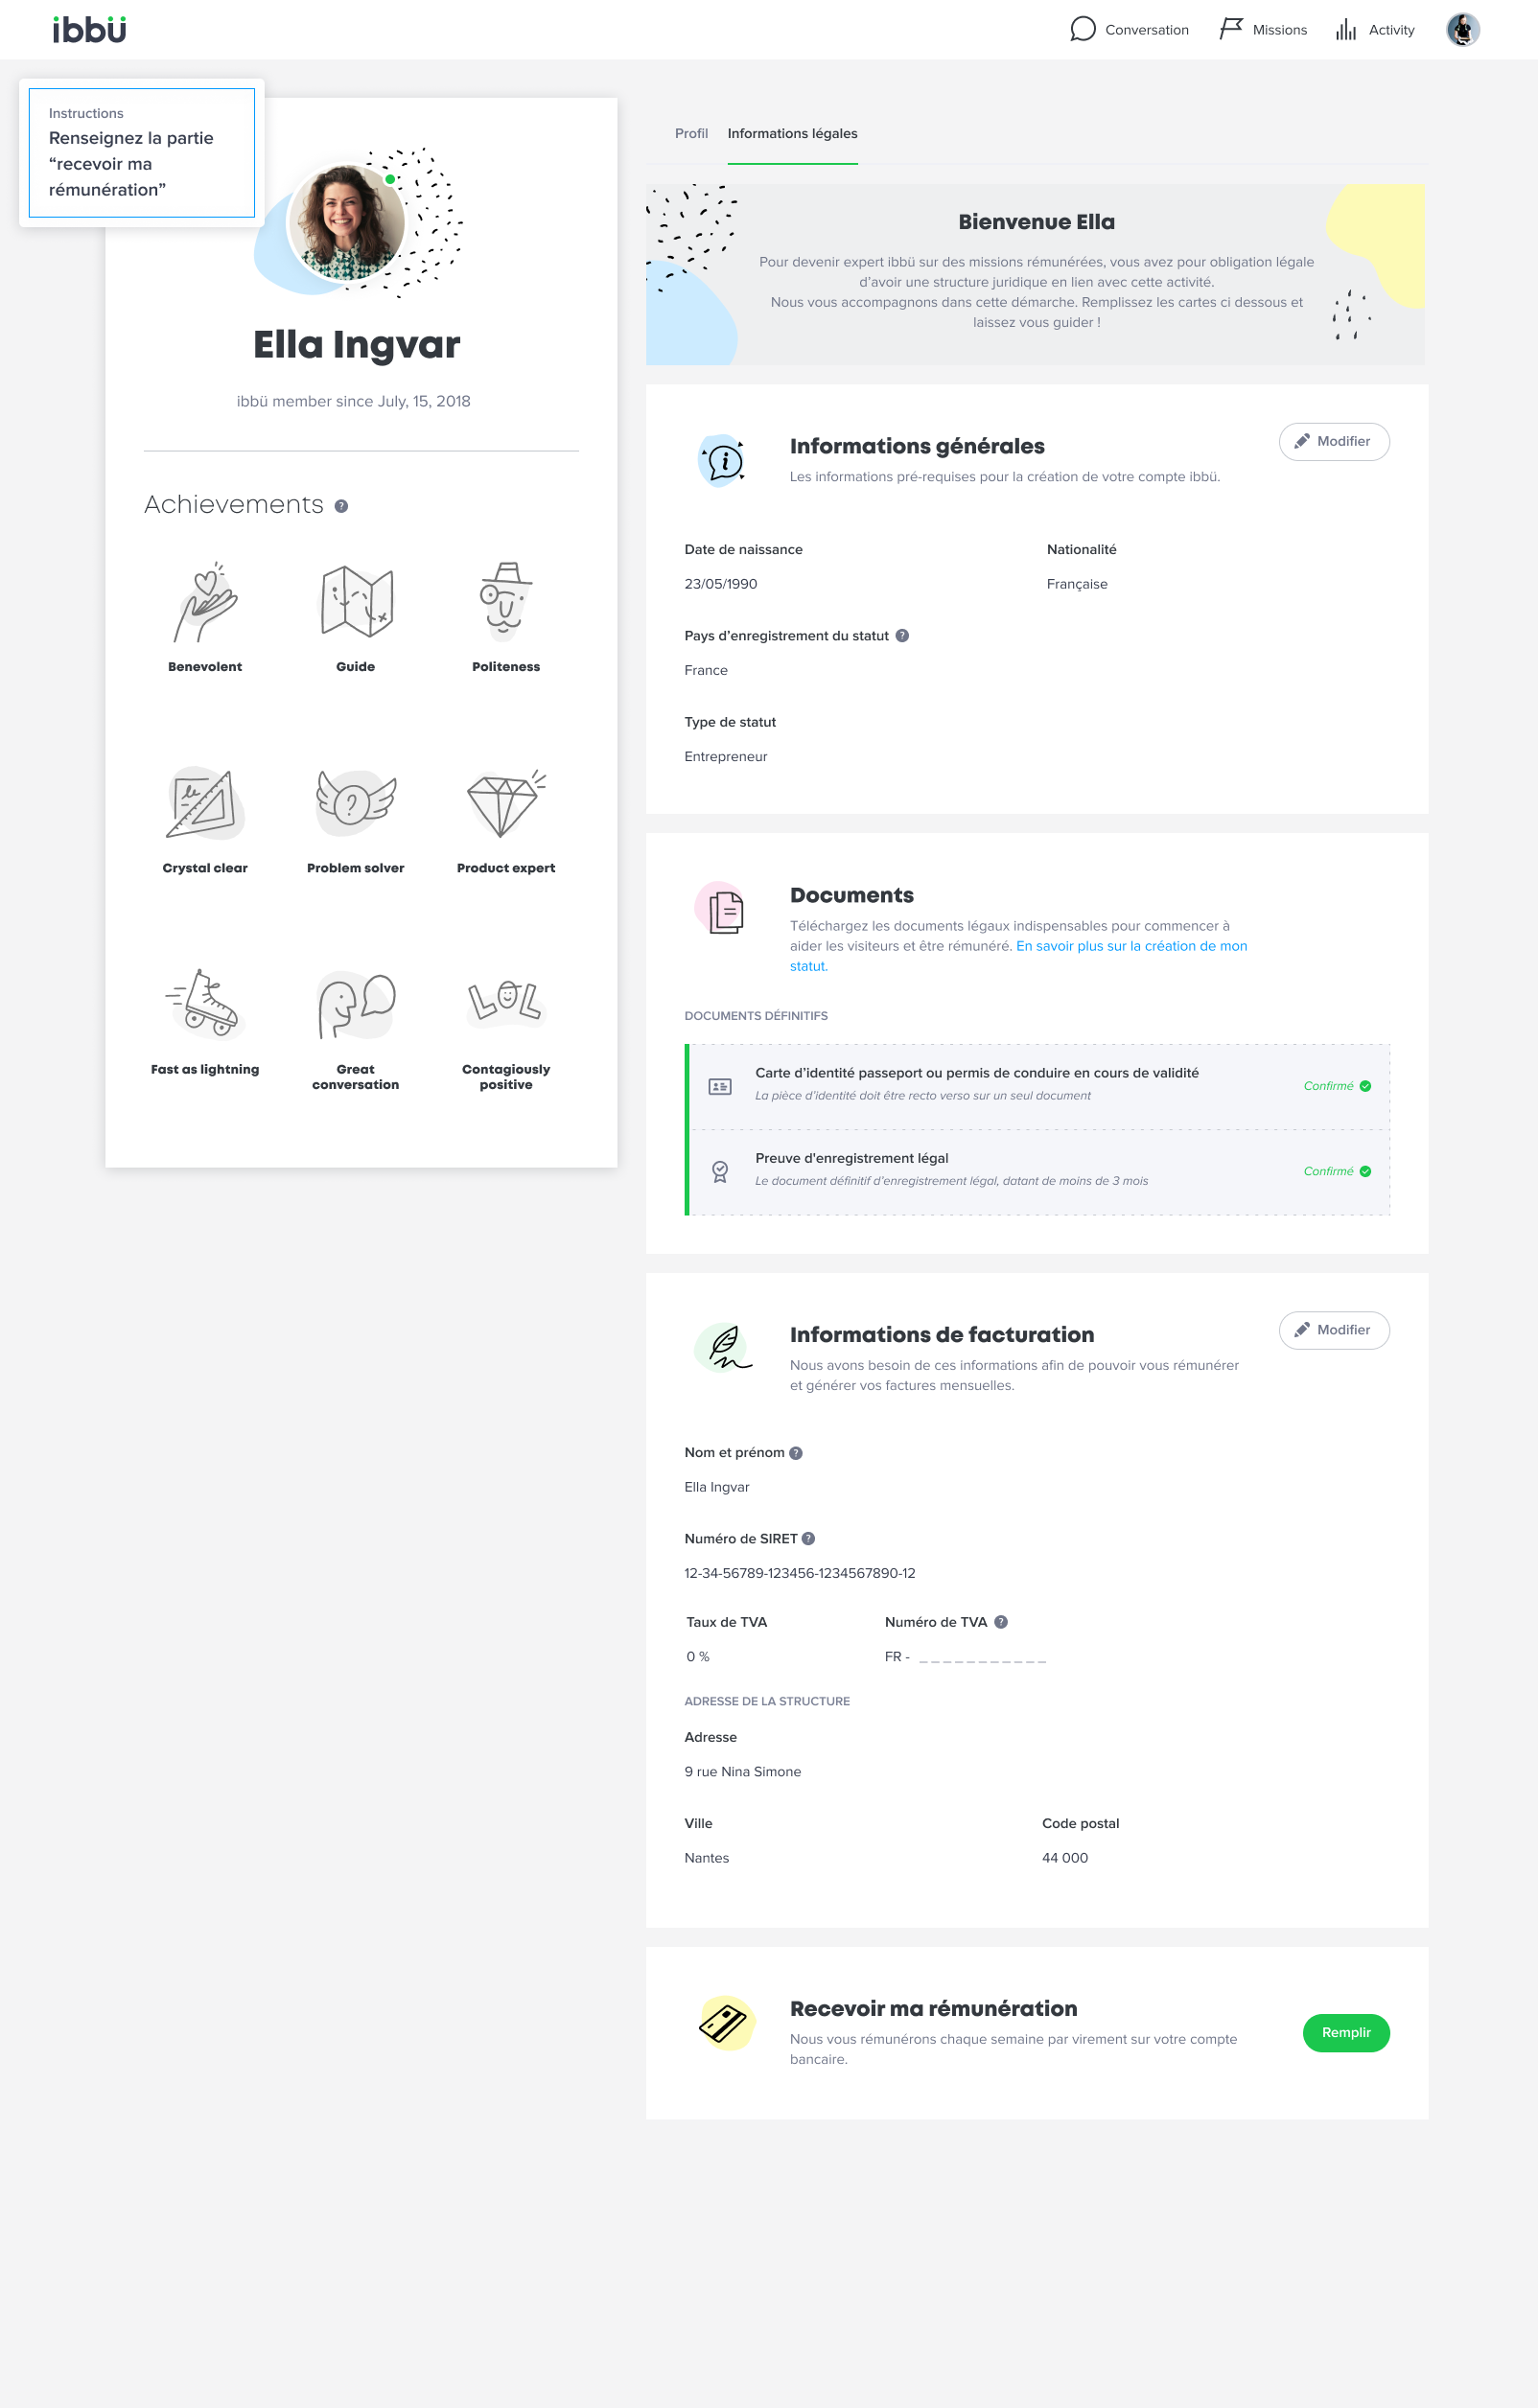 ibbü
Conversation
Missions
Activity
Instructions
Renseignez la partie
“recevoir ma
rémunération”
Ella Ingvar
ibbü member since July, 15, 2018
Achievements ?
Benevolent
Guide
Politeness
Crystal clear
Problem solver
Product expert
Fast as lightning
Great
conversation
LOL
Contagiously
positive
Profil
Informations légales
Bienvenue Ella
Pour devenir expert ibbü sur des missions rémunérées, vous avez pour obligation légale
d’avoir une structure juridique en lien avec cette activité.
Nous vous accompagnons dans cette démarche. Remplissez les cartes ci dessous et
laissez vous guider !
Informations générales
Modifier
Les informations pré-requises pour la création de votre compte ibbü.
Date de naissance
Nationalité
23/05/1990
Française
Pays d’enregistrement du statut ?
France
Type de statut
Entrepreneur
Documents
Téléchargez les documents légaux indispensables pour commencer à
aider les visiteurs et être rémunéré. En savoir plus sur la création de mon
statut.
DOCUMENTS DÉFINITIFS
Carte d’identité passeport ou permis de conduire en cours de validité
La pièce d’identité doit être recto verso sur un seul document
Confirmé
Preuve d'enregistrement légal
Le document définitif d’enregistrement légal, datant de moins de 3 mois
Confirmé
Informations de facturation
Modifier
Nous avons besoin de ces informations afin de pouvoir vous rémunérer
et générer vos factures mensuelles.
Nom et prénom ?
Ella Ingvar
Numéro de SIRET ?
12-34-56789-123456-1234567890-12
Taux de TVA
Numéro de TVA ?
0 %
FR - _ _ _ _ _ _ _ _ _ _ _
ADRESSE DE LA STRUCTURE
Adresse
9 rue Nina Simone
Ville
Code postal
Nantes
44 000
Recevoir ma rémunération
Nous vous rémunérons chaque semaine par virement sur votre compte
bancaire.
Remplir